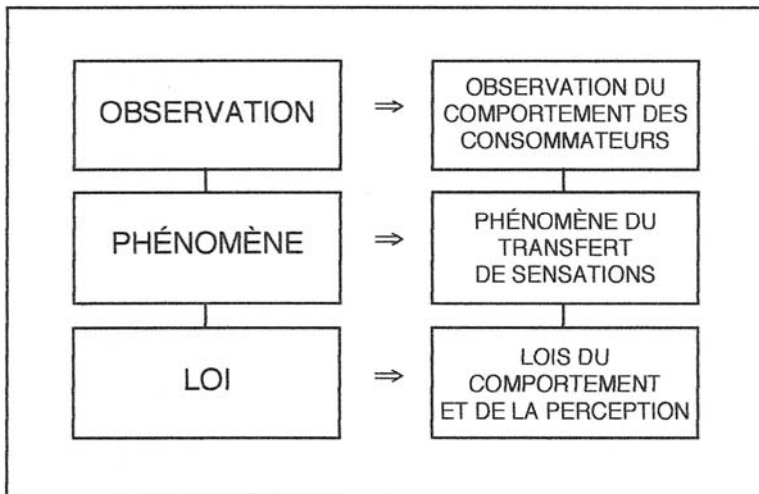 OBSERVATION
⇒
OBSERVATION DU
COMPORTEMENT DES
CONSOMMATEURS
PHÉNOMÈNE
⇒
PHÉNOMÈNE DU
TRANSFERT
DE SENSATIONS
LOI
⇒
LOIS DU
COMPORTEMENT
ET DE LA PERCEPTION